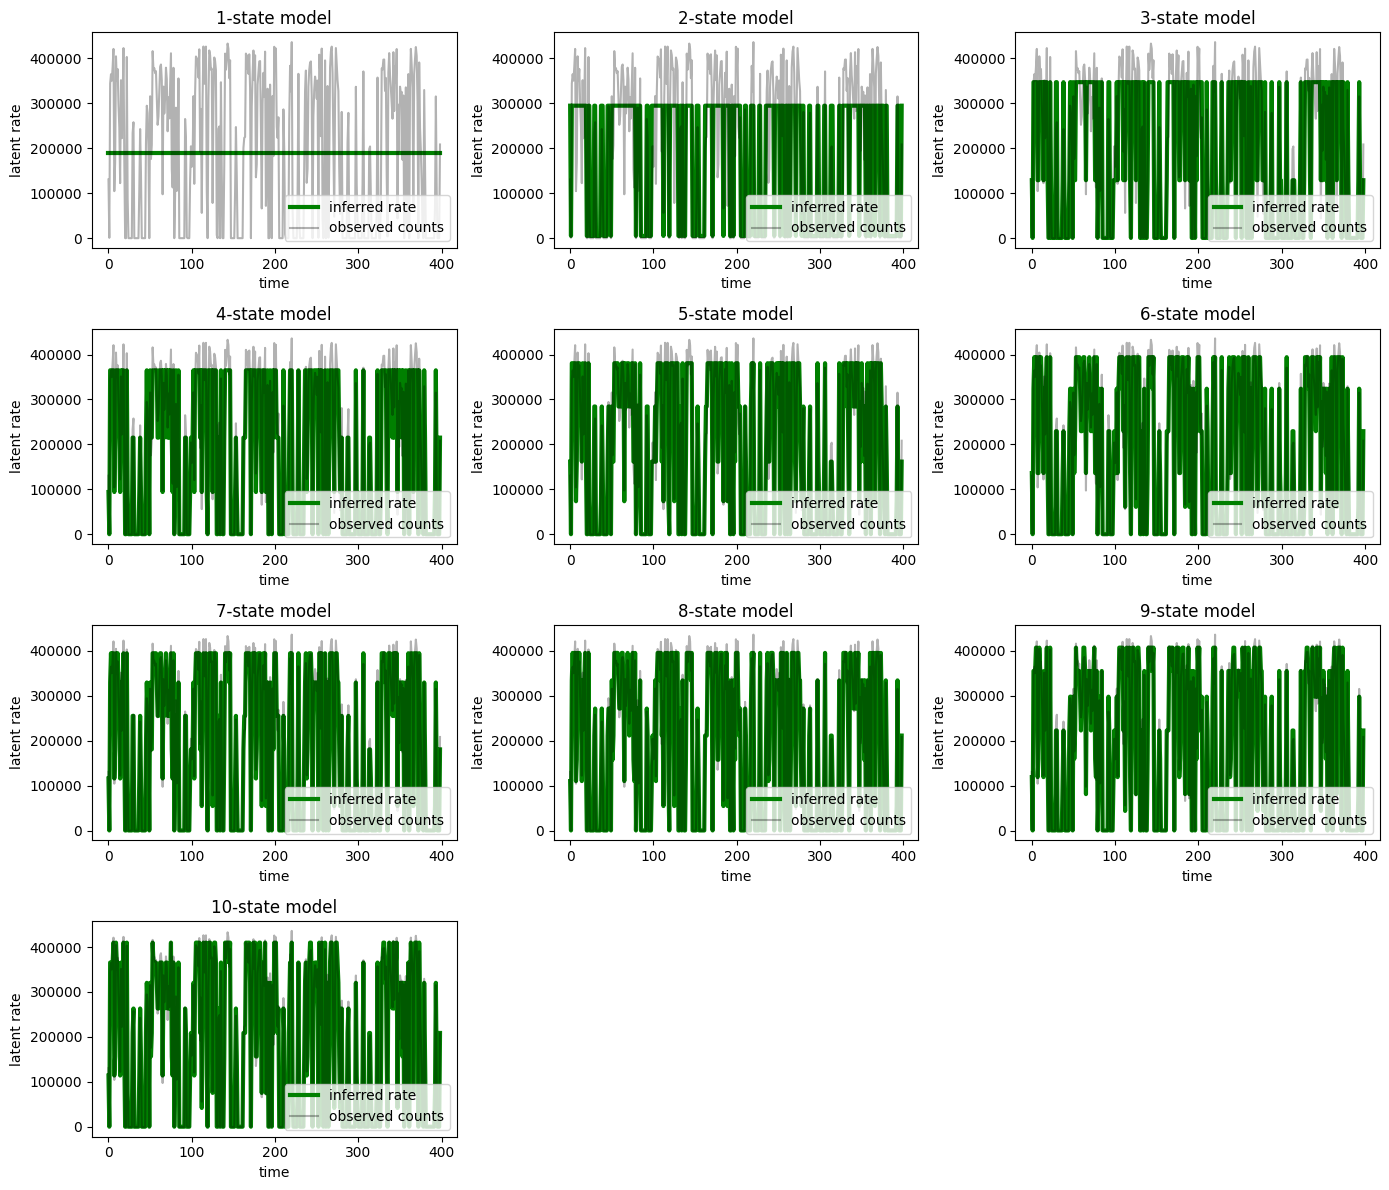 1-state model
400000
300000
200000
100000
0
latent rate
inferred rate
observed counts
0 100 200 300 400
time
2-state model
400000
300000
200000
100000
0
latent rate
inferred rate
observed counts
0 100 200 300 400
time
3-state model
400000
300000
200000
100000
0
latent rate
inferred rate
observed counts
0 100 200 300 400
time
4-state model
400000
300000
200000
100000
0
latent rate
inferred rate
observed counts
0 100 200 300 400
time
5-state model
400000
300000
200000
100000
0
latent rate
inferred rate
observed counts
0 100 200 300 400
time
6-state model
400000
300000
200000
100000
0
latent rate
inferred rate
observed counts
0 100 200 300 400
time
7-state model
400000
300000
200000
100000
0
latent rate
inferred rate
observed counts
0 100 200 300 400
time
8-state model
400000
300000
200000
100000
0
latent rate
inferred rate
observed counts
0 100 200 300 400
time
9-state model
400000
300000
200000
100000
0
latent rate
inferred rate
observed counts
0 100 200 300 400
time
10-state model
400000
300000
200000
100000
0
latent rate
inferred rate
observed counts
0 100 200 300 400
time